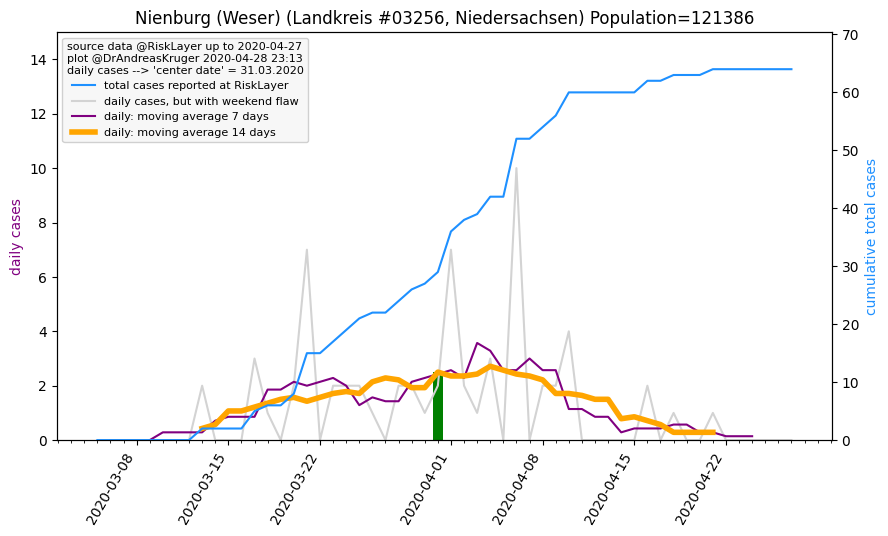 Nienburg (Weser) (Landkreis #03256, Niedersachsen) Population=121386
source data @RiskLayer up to 2020-04-27
plot @DrAndreasKruger 2020-04-28 23:13
daily cases --> 'center date' = 31.03.2020
total cases reported at RiskLayer
daily cases, but with weekend flaw
daily: moving average 7 days
daily: moving average 14 days
daily cases
14
12
10
8
6
4
2
0
70
60
50
40
30
20
10
0
cumulative total cases
2020-03-08
2020-03-15
2020-03-22
2020-04-01
2020-04-08
2020-04-15
2020-04-22